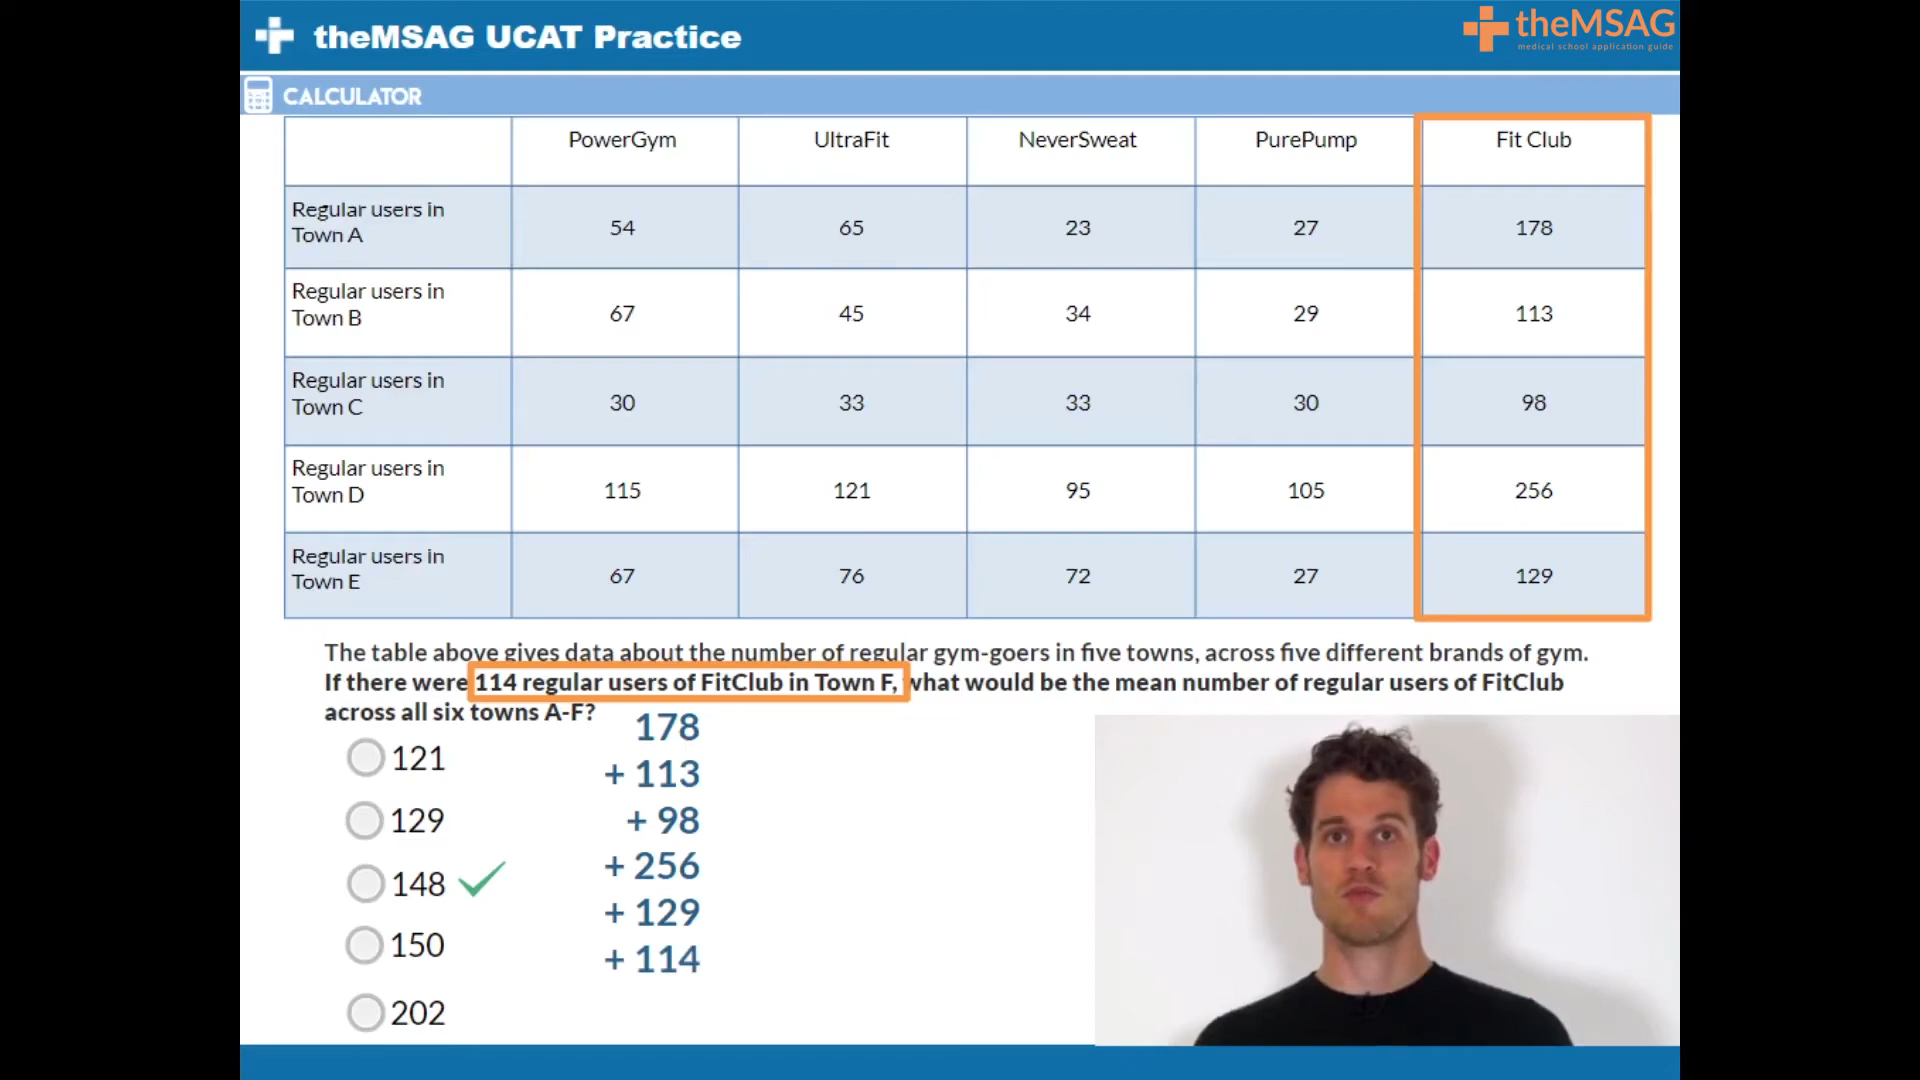 theMSAG UCAT Practice
theMSAG
medical school application guide
CALCULATOR
PowerGym UltraFit NeverSweat PurePump Fit Club
Regular users in
Town A
54 65 23 27 178
Regular users in
Town B
67 45 34 29 113
Regular users in
Town C
30 33 33 30 98
Regular users in
Town D
115 121 95 105 256
Regular users in
Town E
67 76 72 27 129
The table above gives data about the number of regular gym-goers in five towns, across five different brands of gym.
If there were 114 regular users of FitClub in Town F, what would be the mean number of regular users of FitClub
across all six towns A-F?
121
129
148
150
202
178
+ 113
+ 98
+ 256
+ 129
+ 114